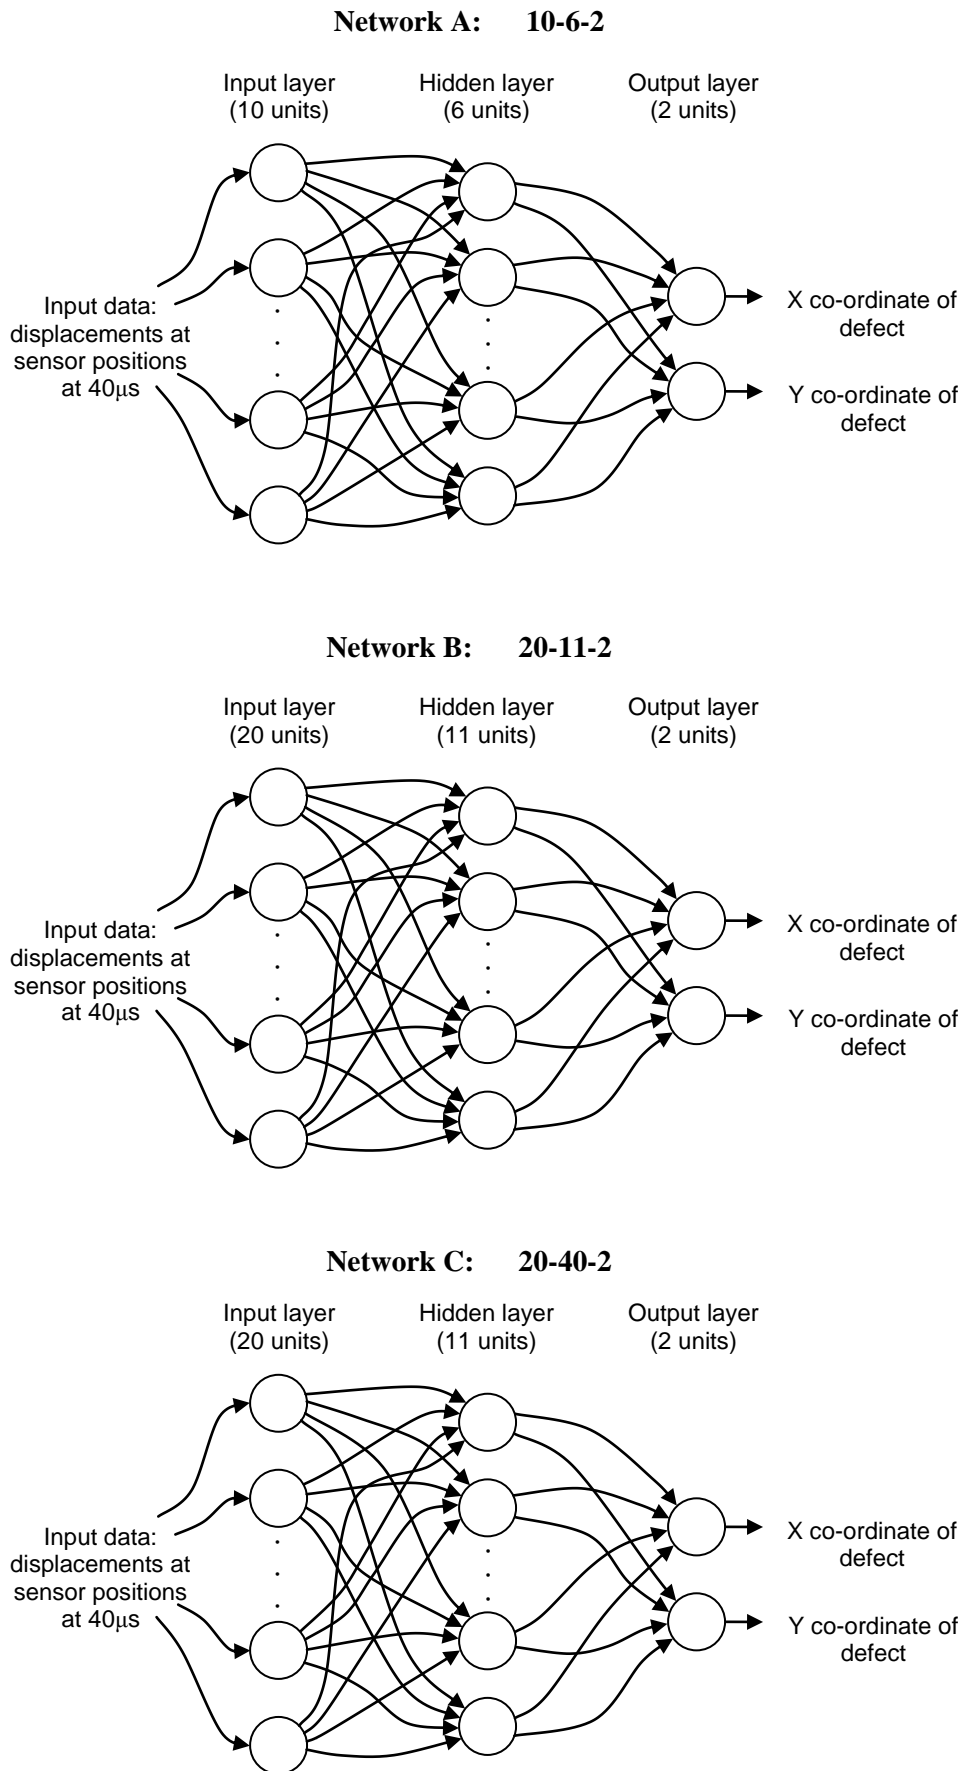 Network A: 10-6-2
Input layer
(10 units)
Hidden layer
(6 units)
Output layer
(2 units)
Input data:
displacements at
sensor positions
at 40μs
X co-ordinate of
defect
Y co-ordinate of
defect
Network B: 20-11-2
Input layer
(20 units)
Hidden layer
(11 units)
Output layer
(2 units)
Input data:
displacements at
sensor positions
at 40μs
X co-ordinate of
defect
Y co-ordinate of
defect
Network C: 20-40-2
Input layer
(20 units)
Hidden layer
(11 units)
Output layer
(2 units)
Input data:
displacements at
sensor positions
at 40μs
X co-ordinate of
defect
Y co-ordinate of
defect